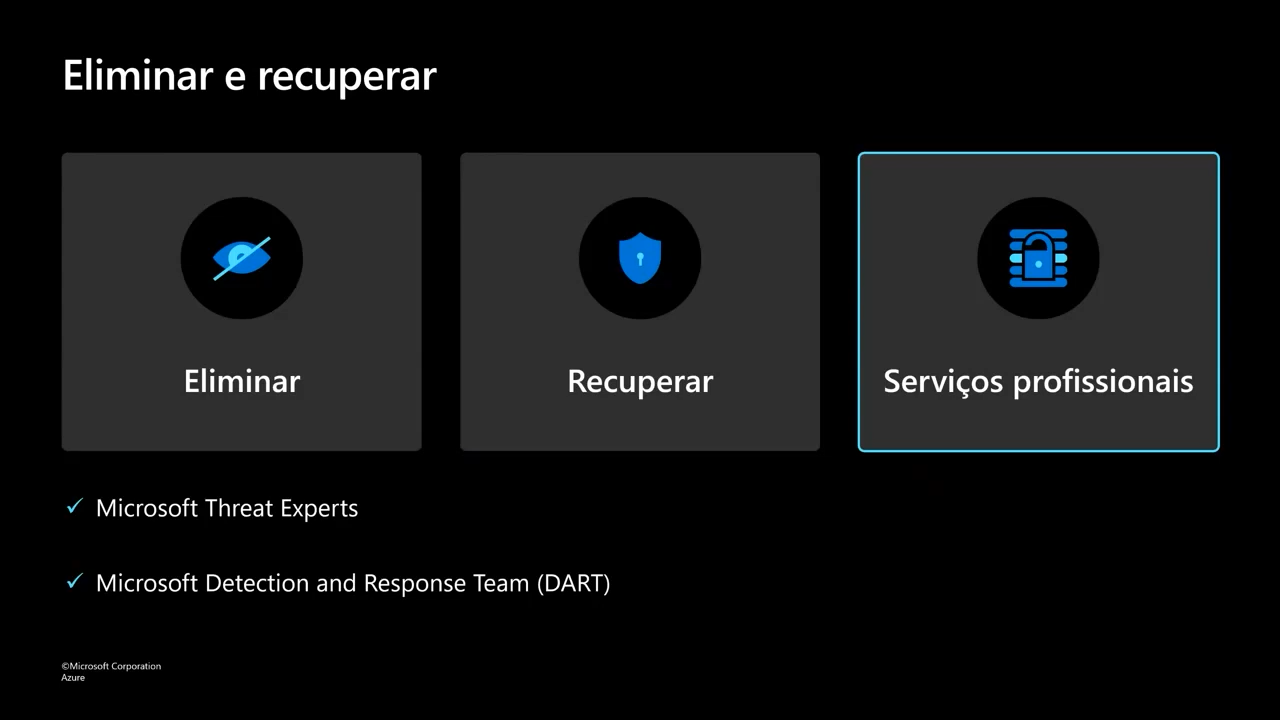 Eliminar e recuperar
Eliminar
Recuperar
Serviços profissionais
Microsoft Threat Experts
Microsoft Detection and Response Team (DART)
©Microsoft Corporation
Azure